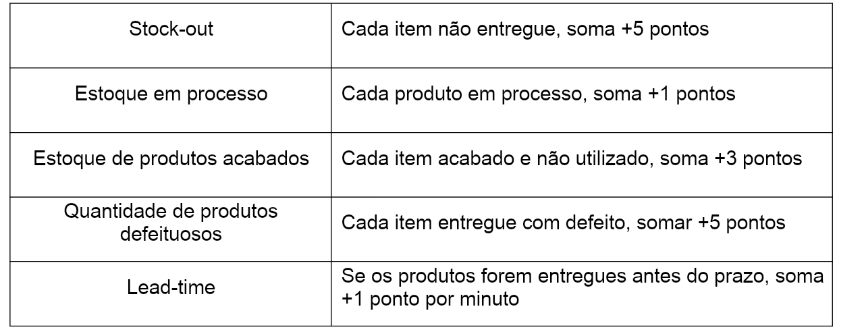 Stock-out
Cada item não entregue, soma +5 pontos
Estoque em processo
Cada produto em processo, soma +1 pontos
Estoque de produtos acabados
Cada item acabado e não utilizado, soma +3 pontos
Quantidade de produtos
defeituosos
Cada item entregue com defeito, somar +5 pontos
Lead-time
Se os produtos forem entregues antes do prazo, soma
+1 ponto por minuto